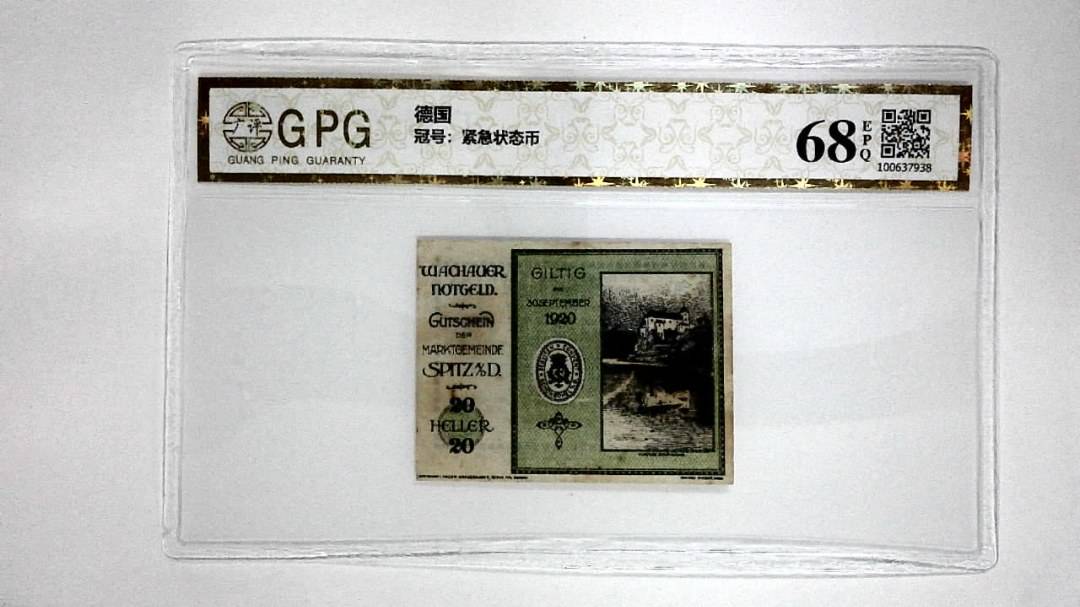 GPG
GUANG PING GUARANTY
德国
冠号：紧急状态币
68
EPQ
100637938
WACHAUER
NOTGELD.
GUTSCHEIN
DER
MARKTGEMEINDE
SPITZ A/D.
20
HELLER
20
GILTIG
BIS
30.SEPTEMBER
1920